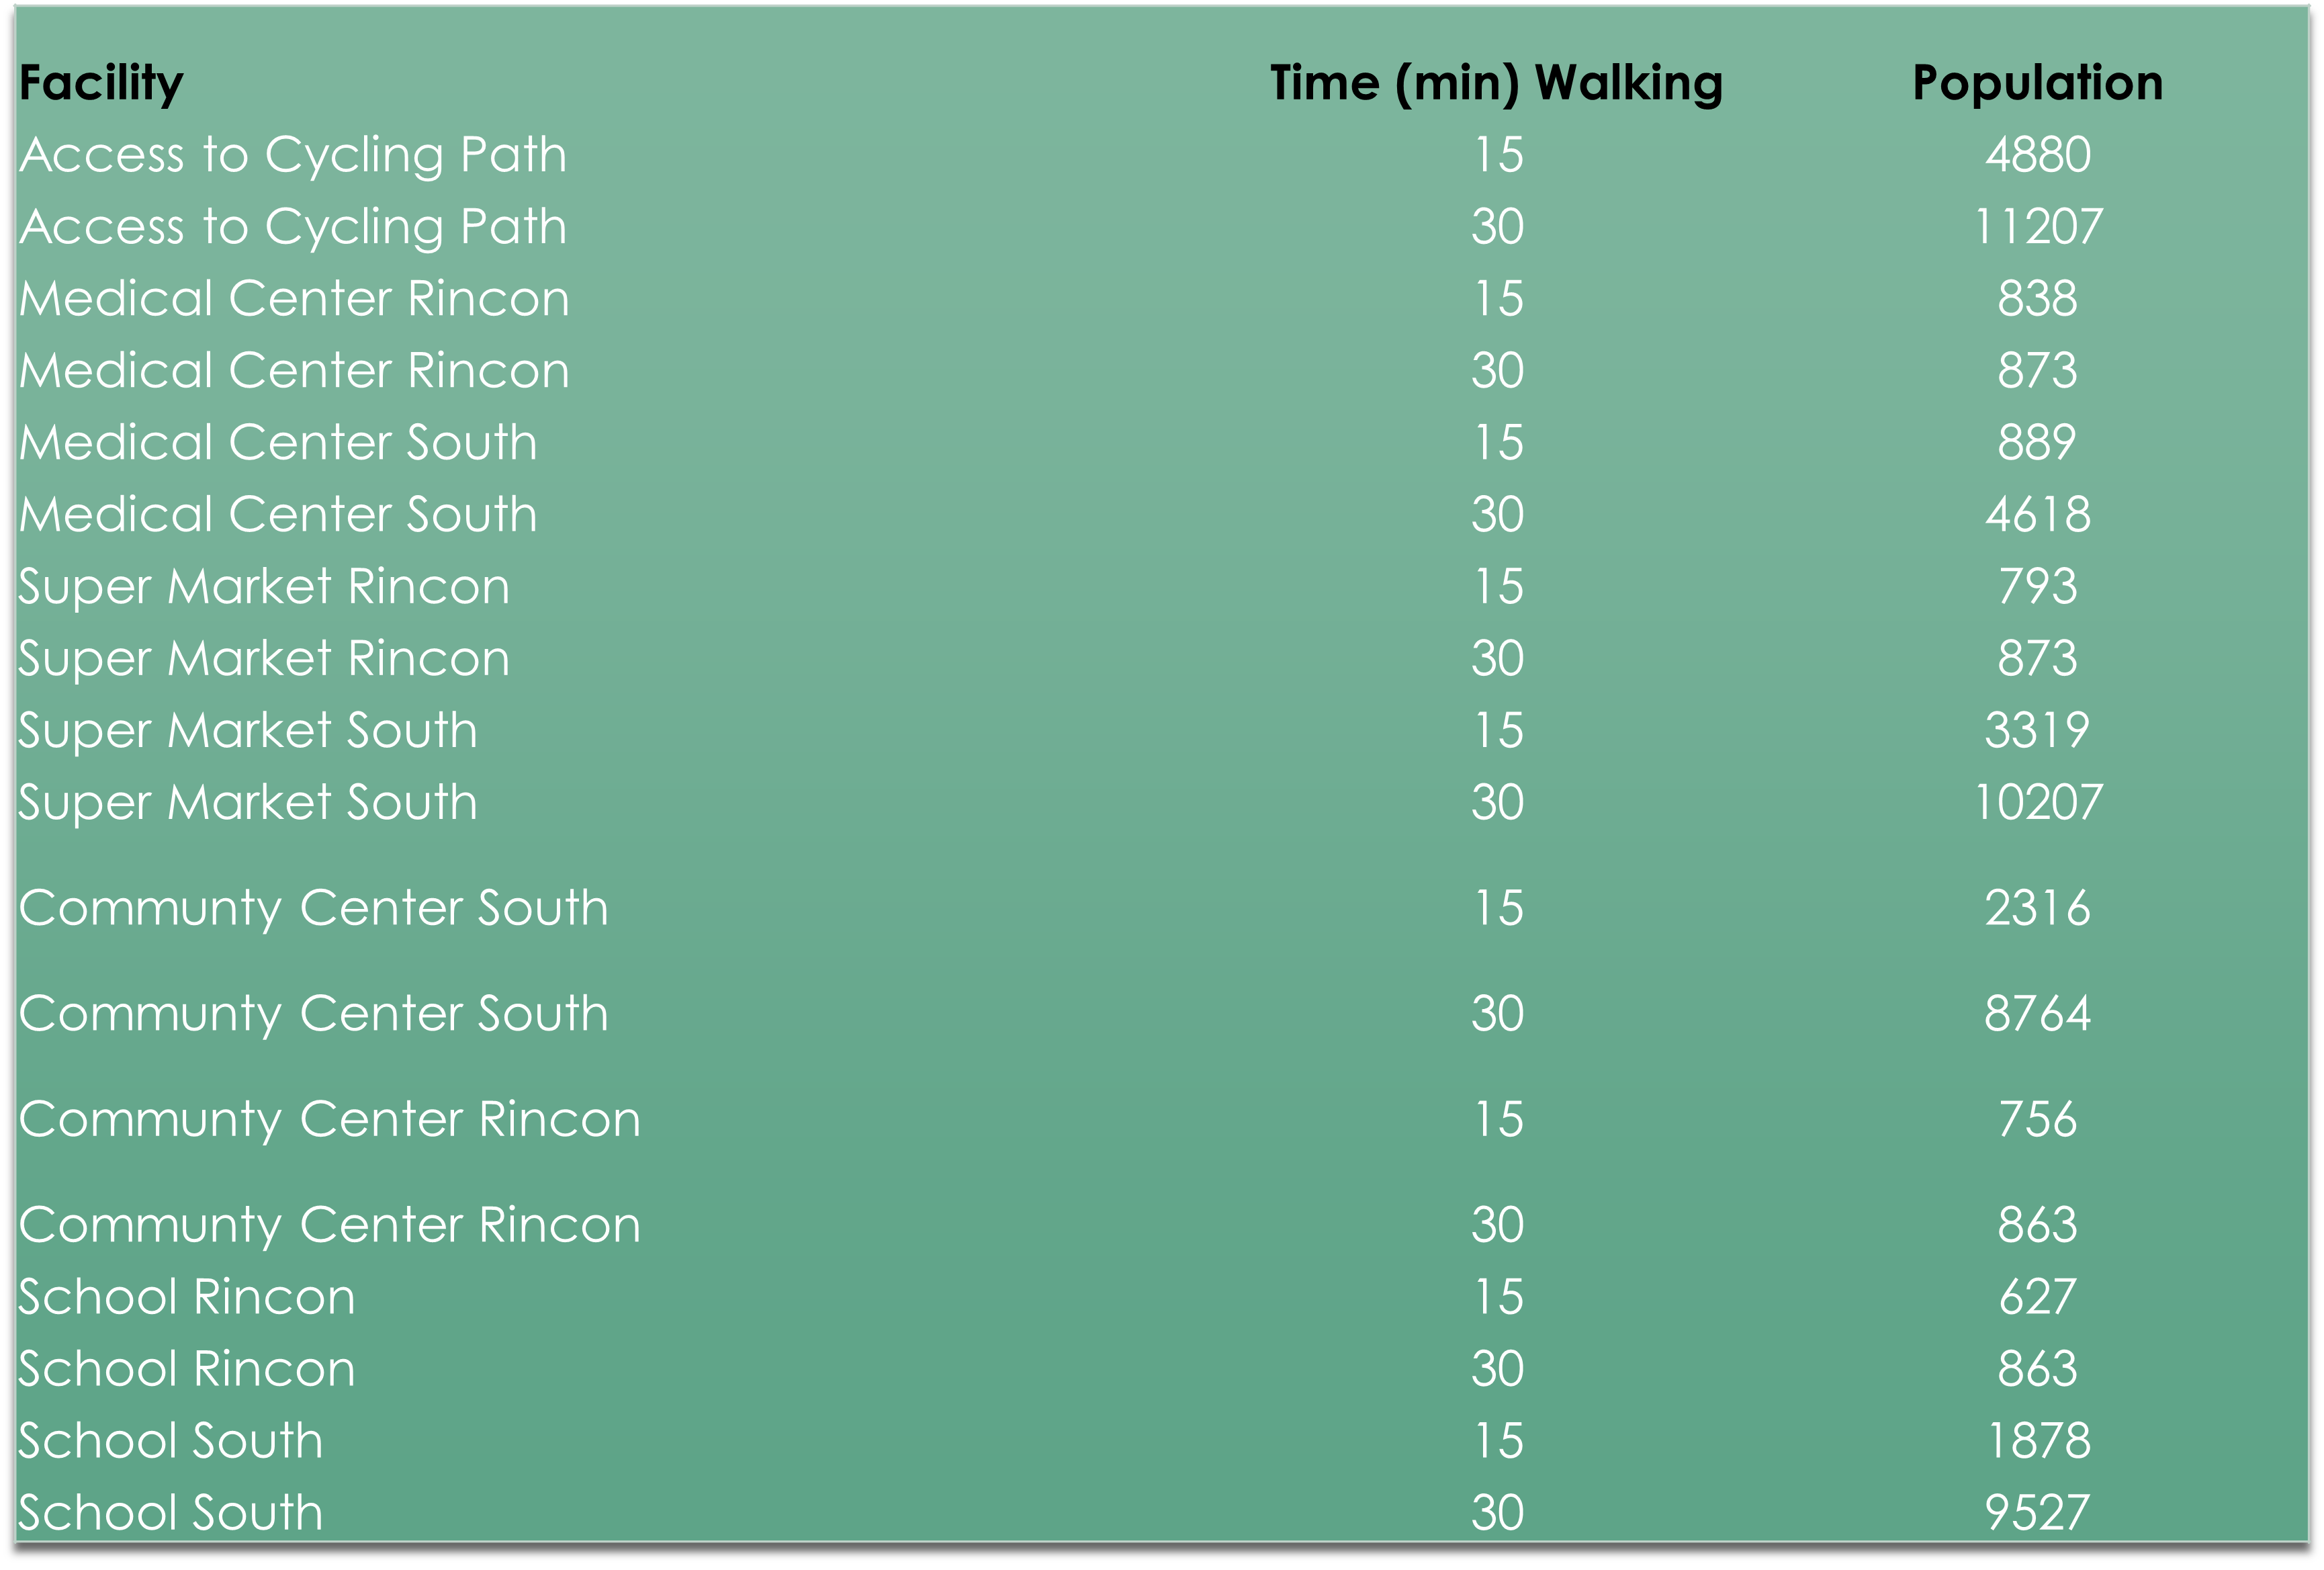 Facility Time (min) Walking Population
Access to Cycling Path 15 4880
Access to Cycling Path 30 11207
Medical Center Rincon 15 838
Medical Center Rincon 30 873
Medical Center South 15 889
Medical Center South 30 4618
Super Market Rincon 15 793
Super Market Rincon 30 873
Super Market South 15 3319
Super Market South 30 10207
Communty Center South 15 2316
Communty Center South 30 8764
Communty Center Rincon 15 756
Communty Center Rincon 30 863
School Rincon 15 627
School Rincon 30 863
School South 15 1878
School South 30 9527